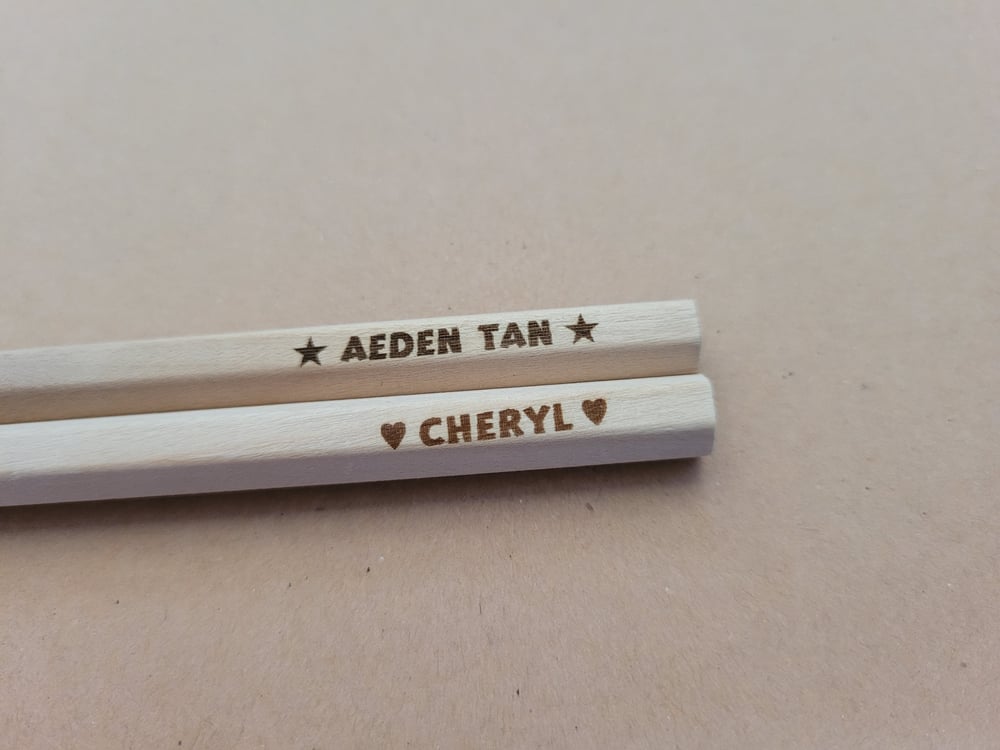 ★ AEDEN TAN ★
♥ CHERYL ♥